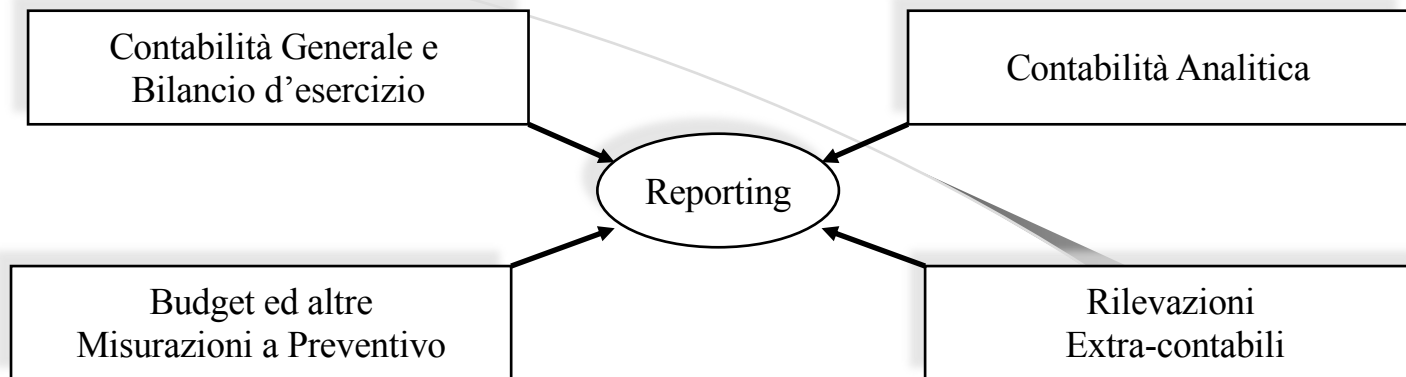 Contabilità Generale e
Bilancio d’esercizio
Contabilità Analitica
Reporting
Budget ed altre
Misurazioni a Preventivo
Rilevazioni
Extra-contabili